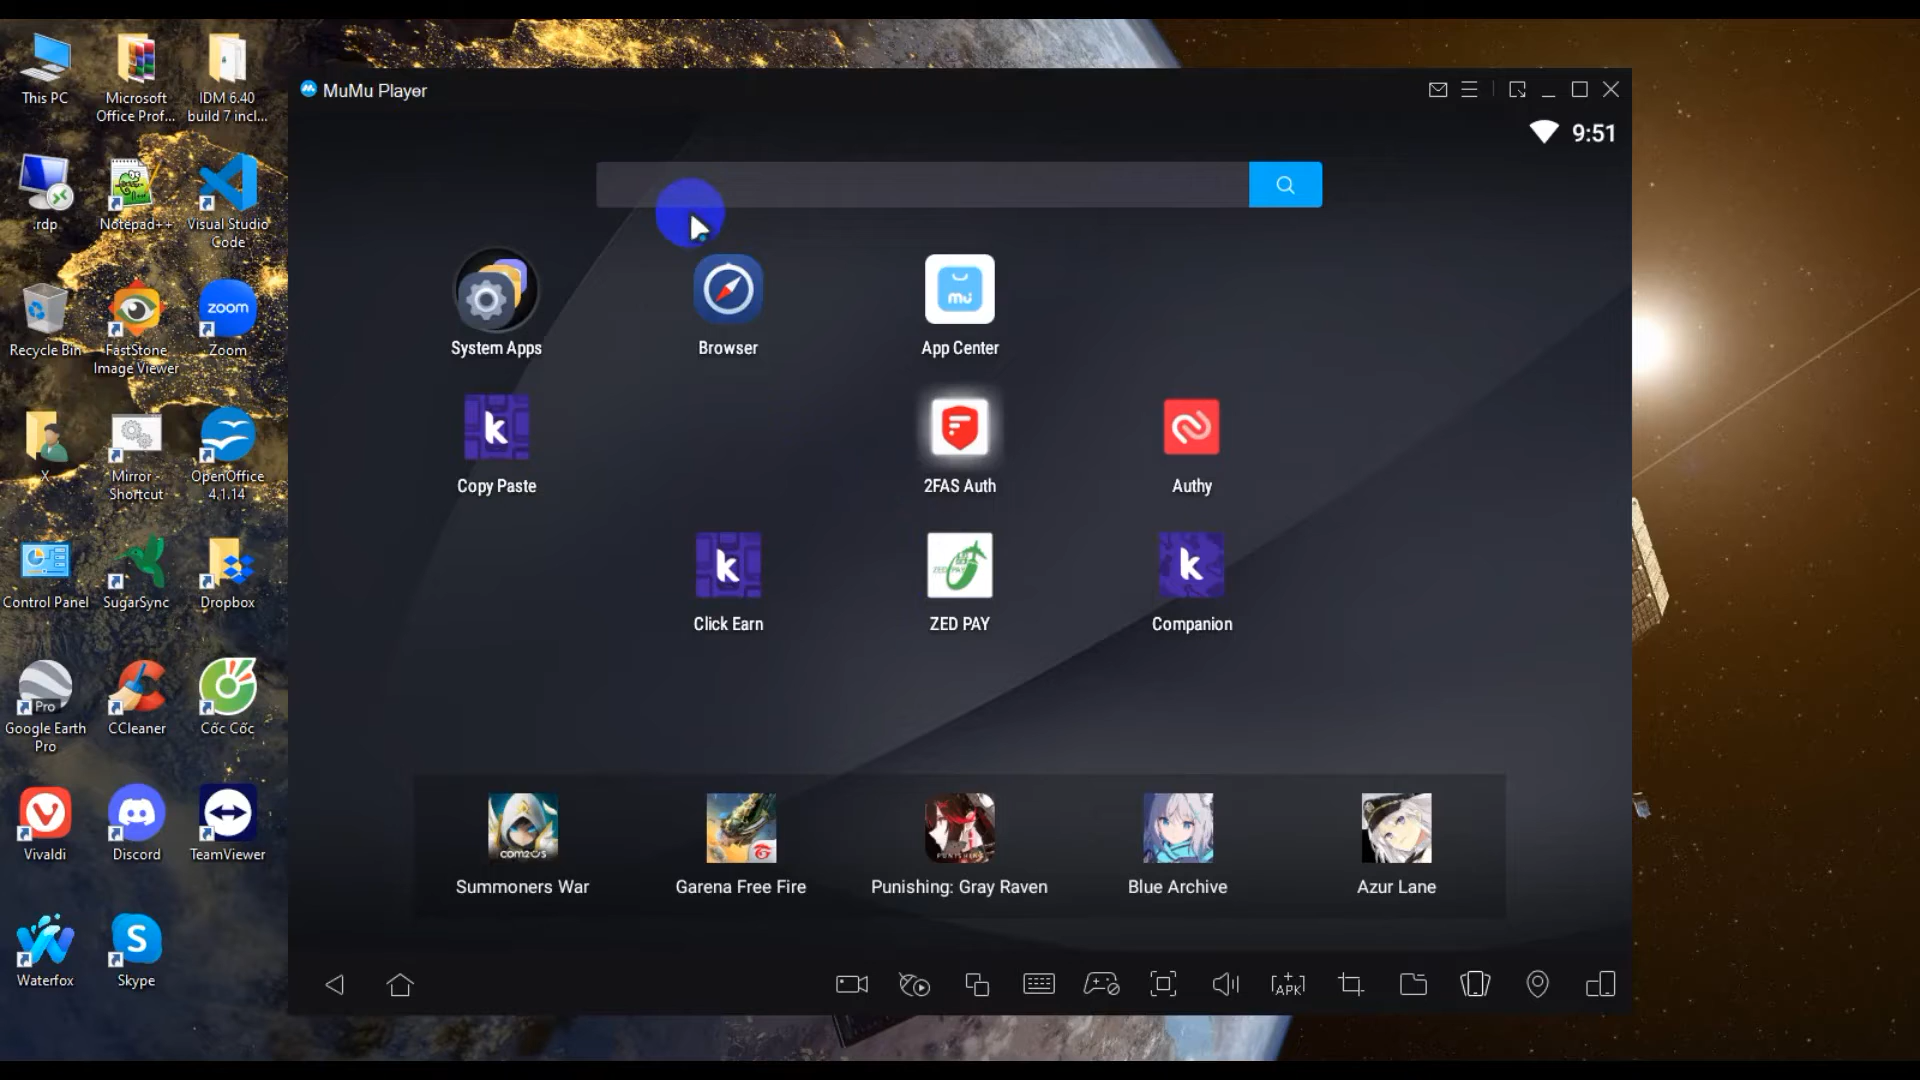 This PC
Microsoft
Office Prof...
IDM 6.40
build 7 incl...
MuMu Player
9:51
.rdp
Notepad++
Visual Studio
Code
System Apps
Browser
mu
App Center
Recycle Bin
FastStone
Image Viewer
zoom
Zoom
k
Copy Paste
2FAS Auth
Authy
X
Mirror -
Shortcut
OpenOffice
4.1.14
k
Click Earn
ZED PAY
k
Companion
Control Panel
SugarSync
Dropbox
Pro
Google Earth
Pro
CCleaner
Cốc Cốc
COM2US
Summoners War
Garena Free Fire
Punishing: Gray Raven
Blue Archive
Azur Lane
Vivaldi
Discord
TeamViewer
S
Waterfox
Skype
APK